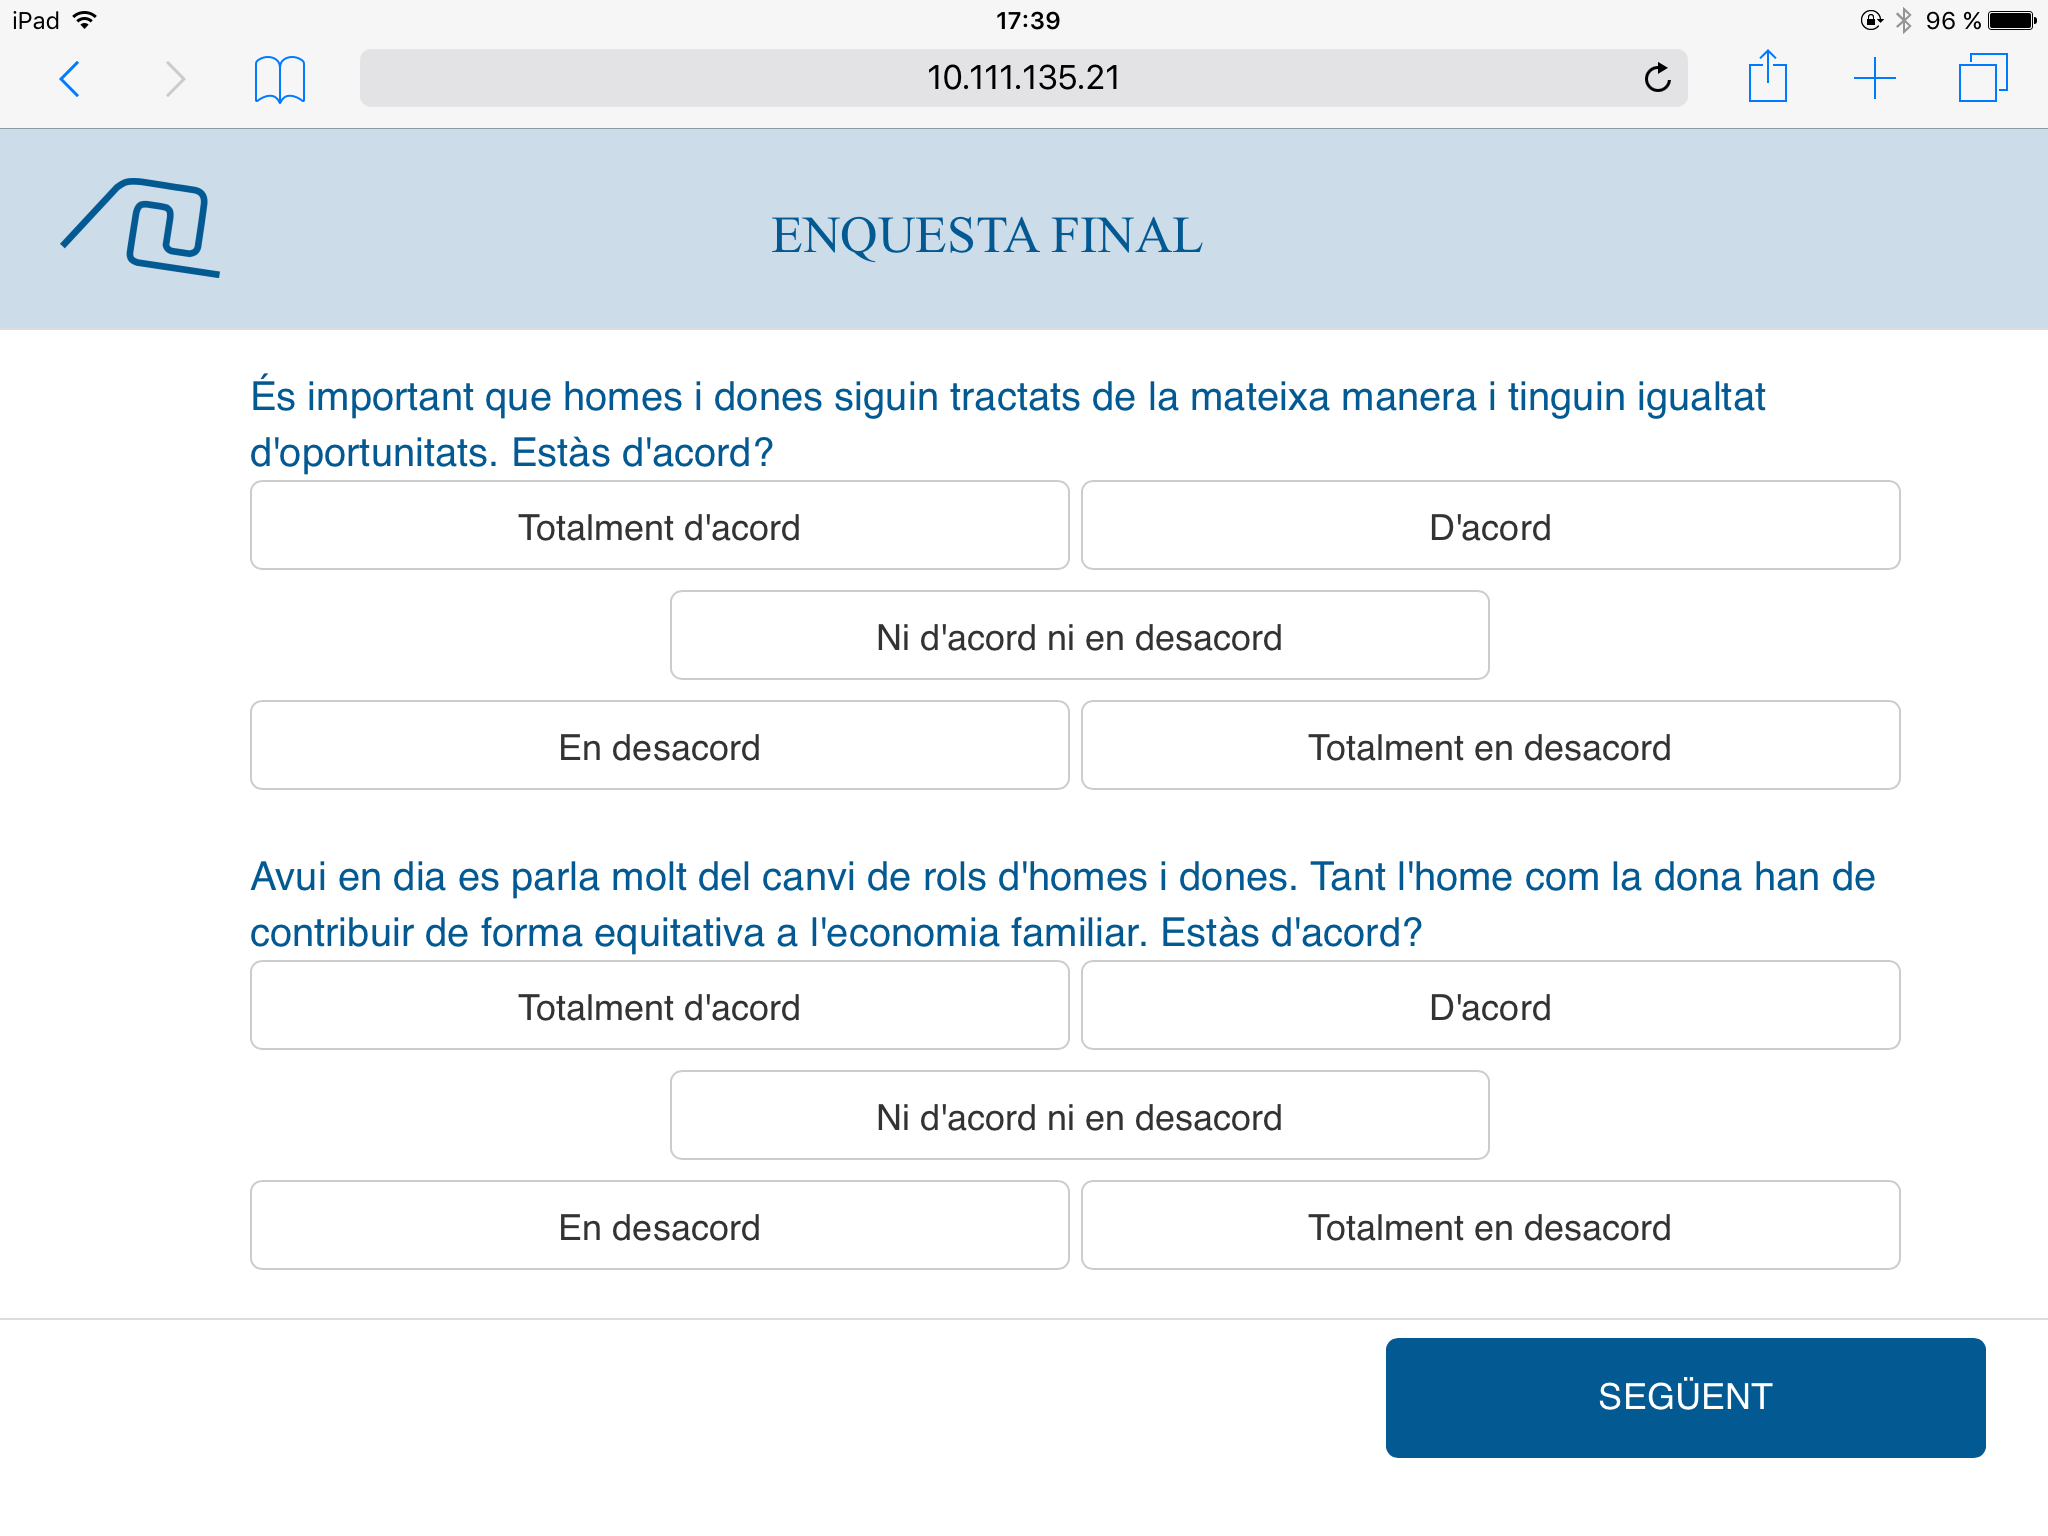 iPad 17:39 96 %
10.111.135.21
ENQUESTA FINAL
És important que homes i dones siguin tractats de la mateixa manera i tinguin igualtat
d'oportunitats. Estàs d'acord?
Totalment d'acord D'acord
Ni d'acord ni en desacord
En desacord Totalment en desacord
Avui en dia es parla molt del canvi de rols d'homes i dones. Tant l'home com la dona han de
contribuir de forma equitativa a l'economia familiar. Estàs d'acord?
Totalment d'acord D'acord
Ni d'acord ni en desacord
En desacord Totalment en desacord
SEGÜENT